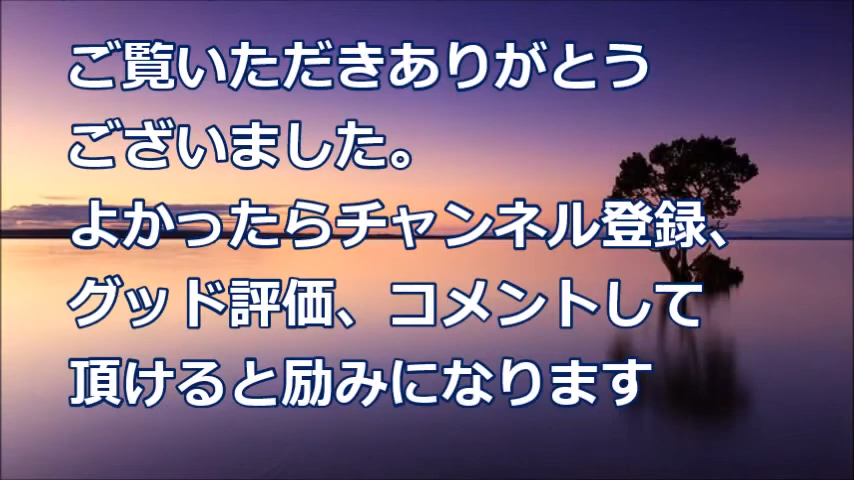 ご覧いただきありがとう
ございました。
よかったらチャンネル登録、
グッド評価、コメントして
頂けると励みになります